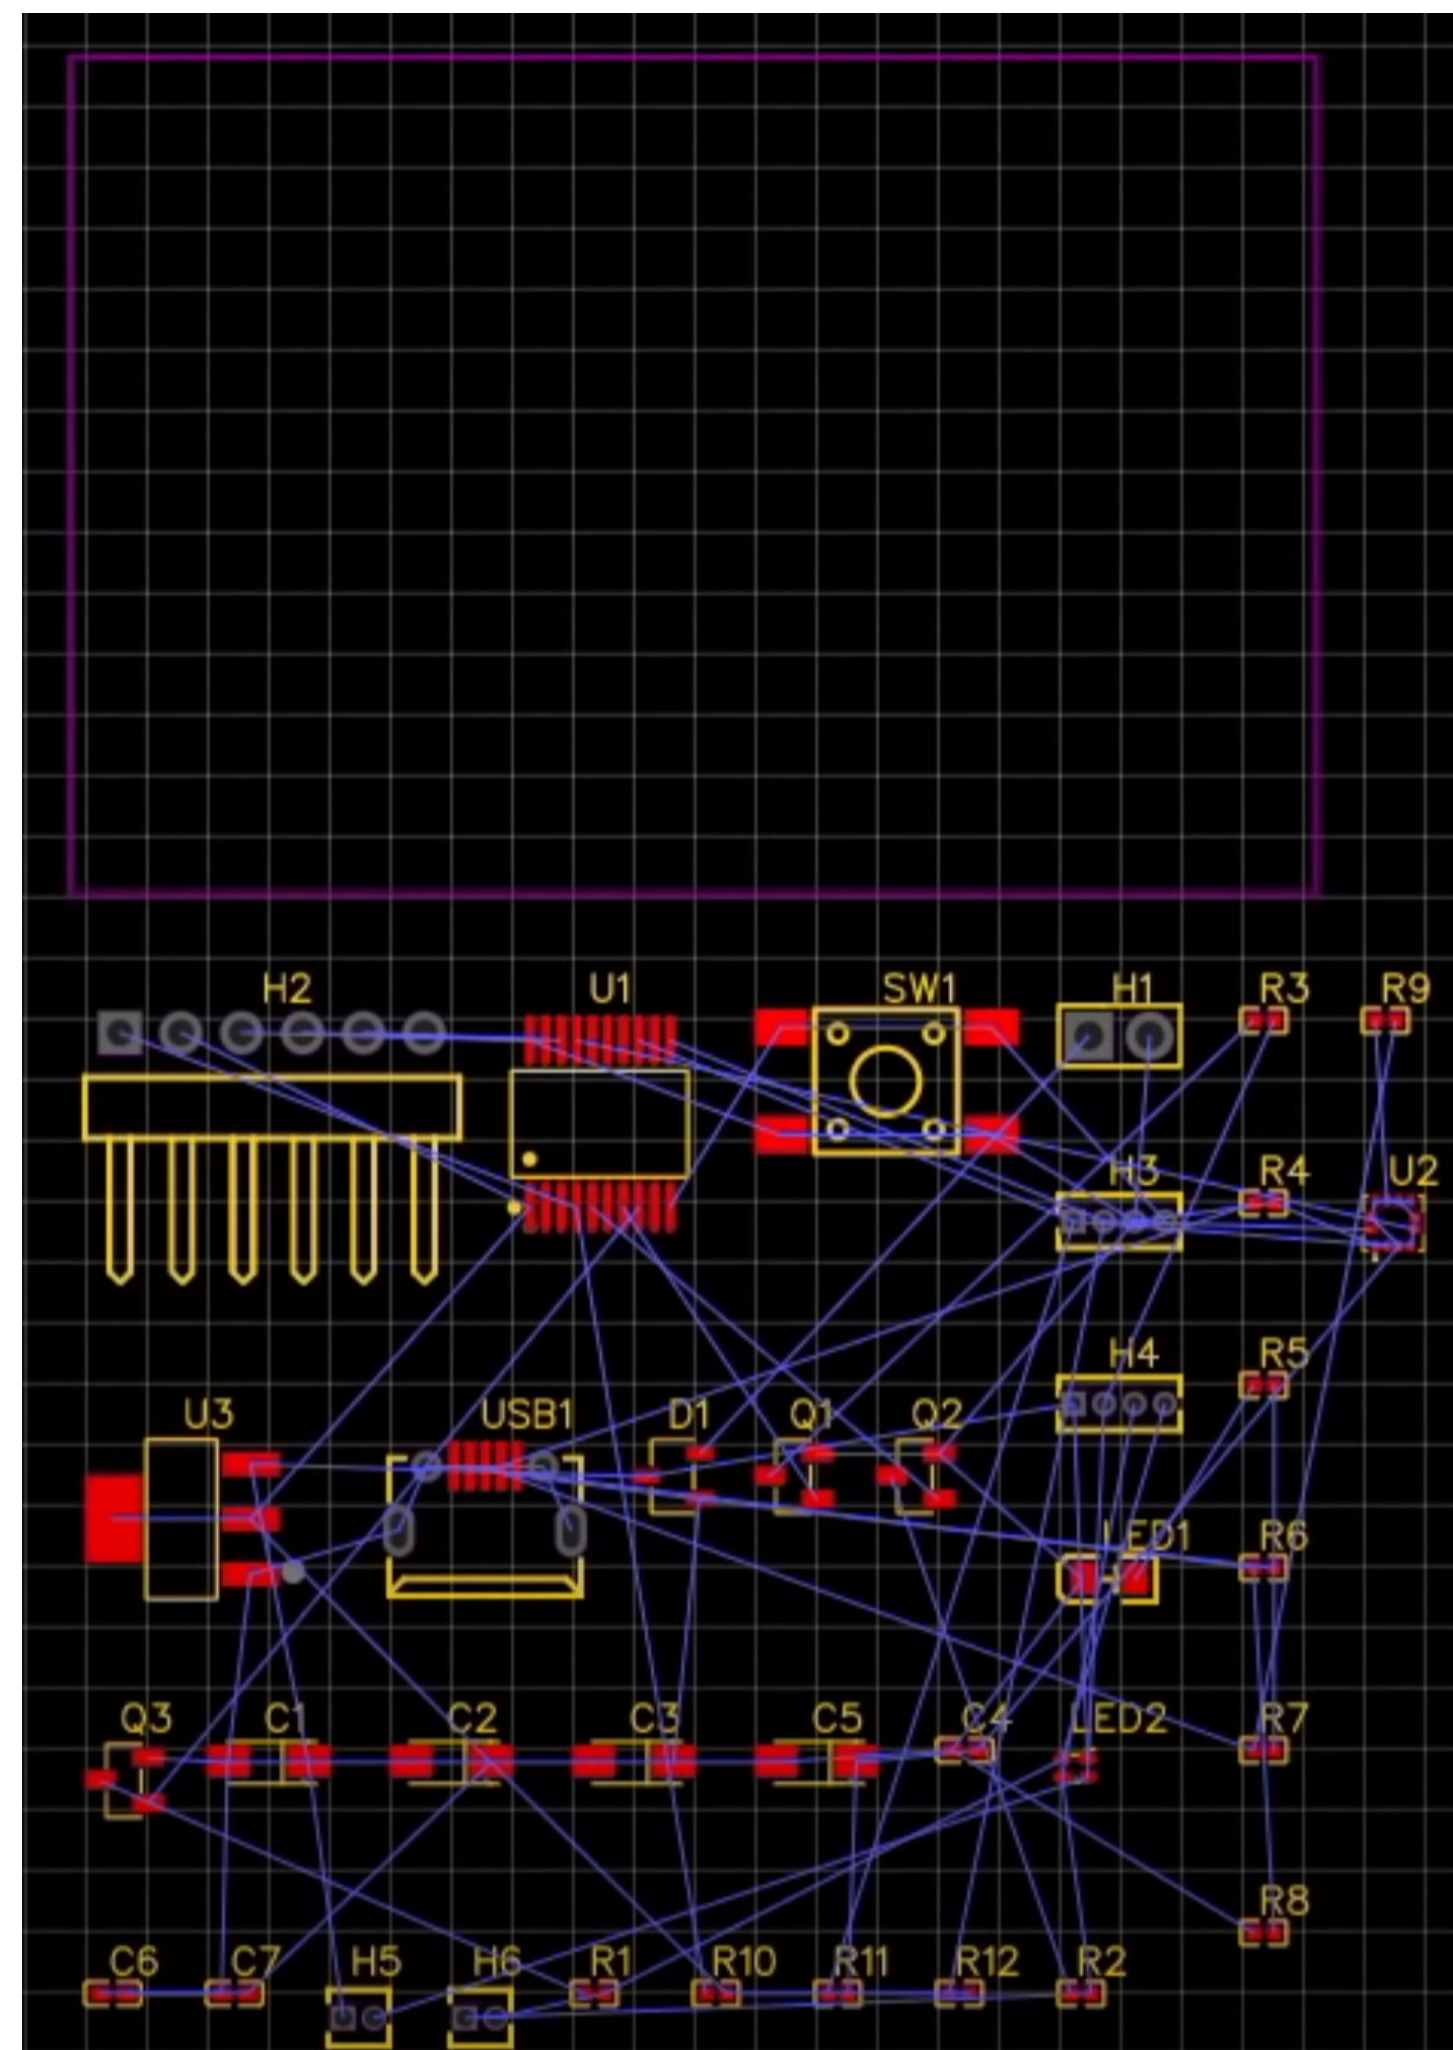 H2 U1 SW1 H1 R3 R9
H3 R4 U2
H4 R5
U3 USB1 D1 Q1 Q2
LED1 R6
Q3 C1 C2 C3 C5 C4 LED2 R7
R8
C6 C7 H5 H6 R1 R10 R11 R12 R2